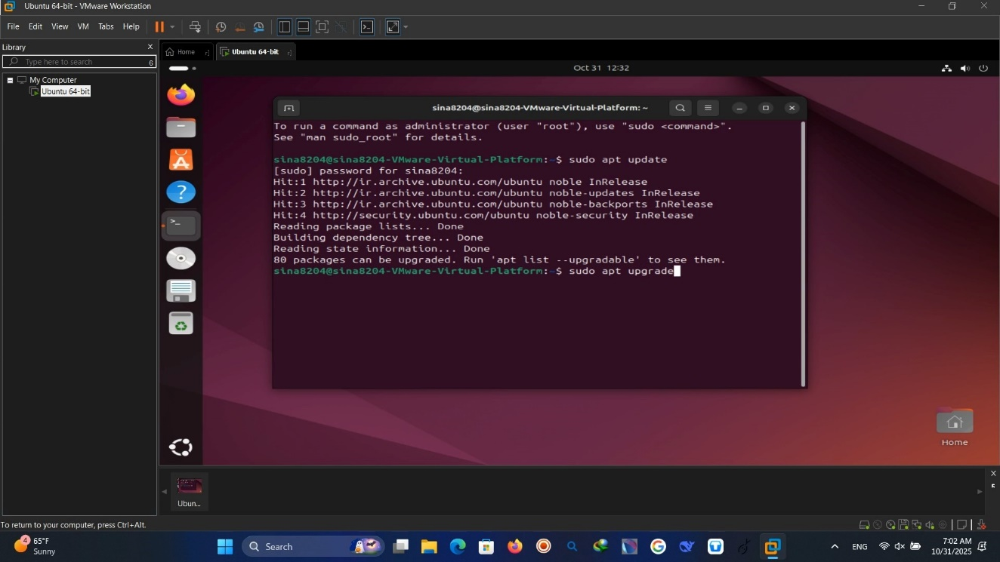 Ubuntu 64-bit - VMware Workstation
File Edit View VM Tabs Help
Library
Type here to search
My Computer
Ubuntu 64-bit
Home
Ubuntu 64-bit
Oct 31 12:32
sina8204@sina8204-VMware-Virtual-Platform: ~
To run a command as administrator (user "root"), use "sudo <command>".
See "man sudo_root" for details.
sina8204@sina8204-VMware-Virtual-Platform:~$ sudo apt update
[sudo] password for sina8204:
Hit:1 http://ir.archive.ubuntu.com/ubuntu noble InRelease
Hit:2 http://ir.archive.ubuntu.com/ubuntu noble-updates InRelease
Hit:3 http://ir.archive.ubuntu.com/ubuntu noble-backports InRelease
Hit:4 http://security.ubuntu.com/ubuntu noble-security InRelease
Reading package lists... Done
Building dependency tree... Done
Reading state information... Done
80 packages can be upgraded. Run 'apt list --upgradable' to see them.
sina8204@sina8204-VMware-Virtual-Platform:~$ sudo apt upgrade
Home
Ubun...
To return to your computer, press Ctrl+Alt.
4
65°F
Sunny
Search
ENG
7:02 AM
10/31/2025